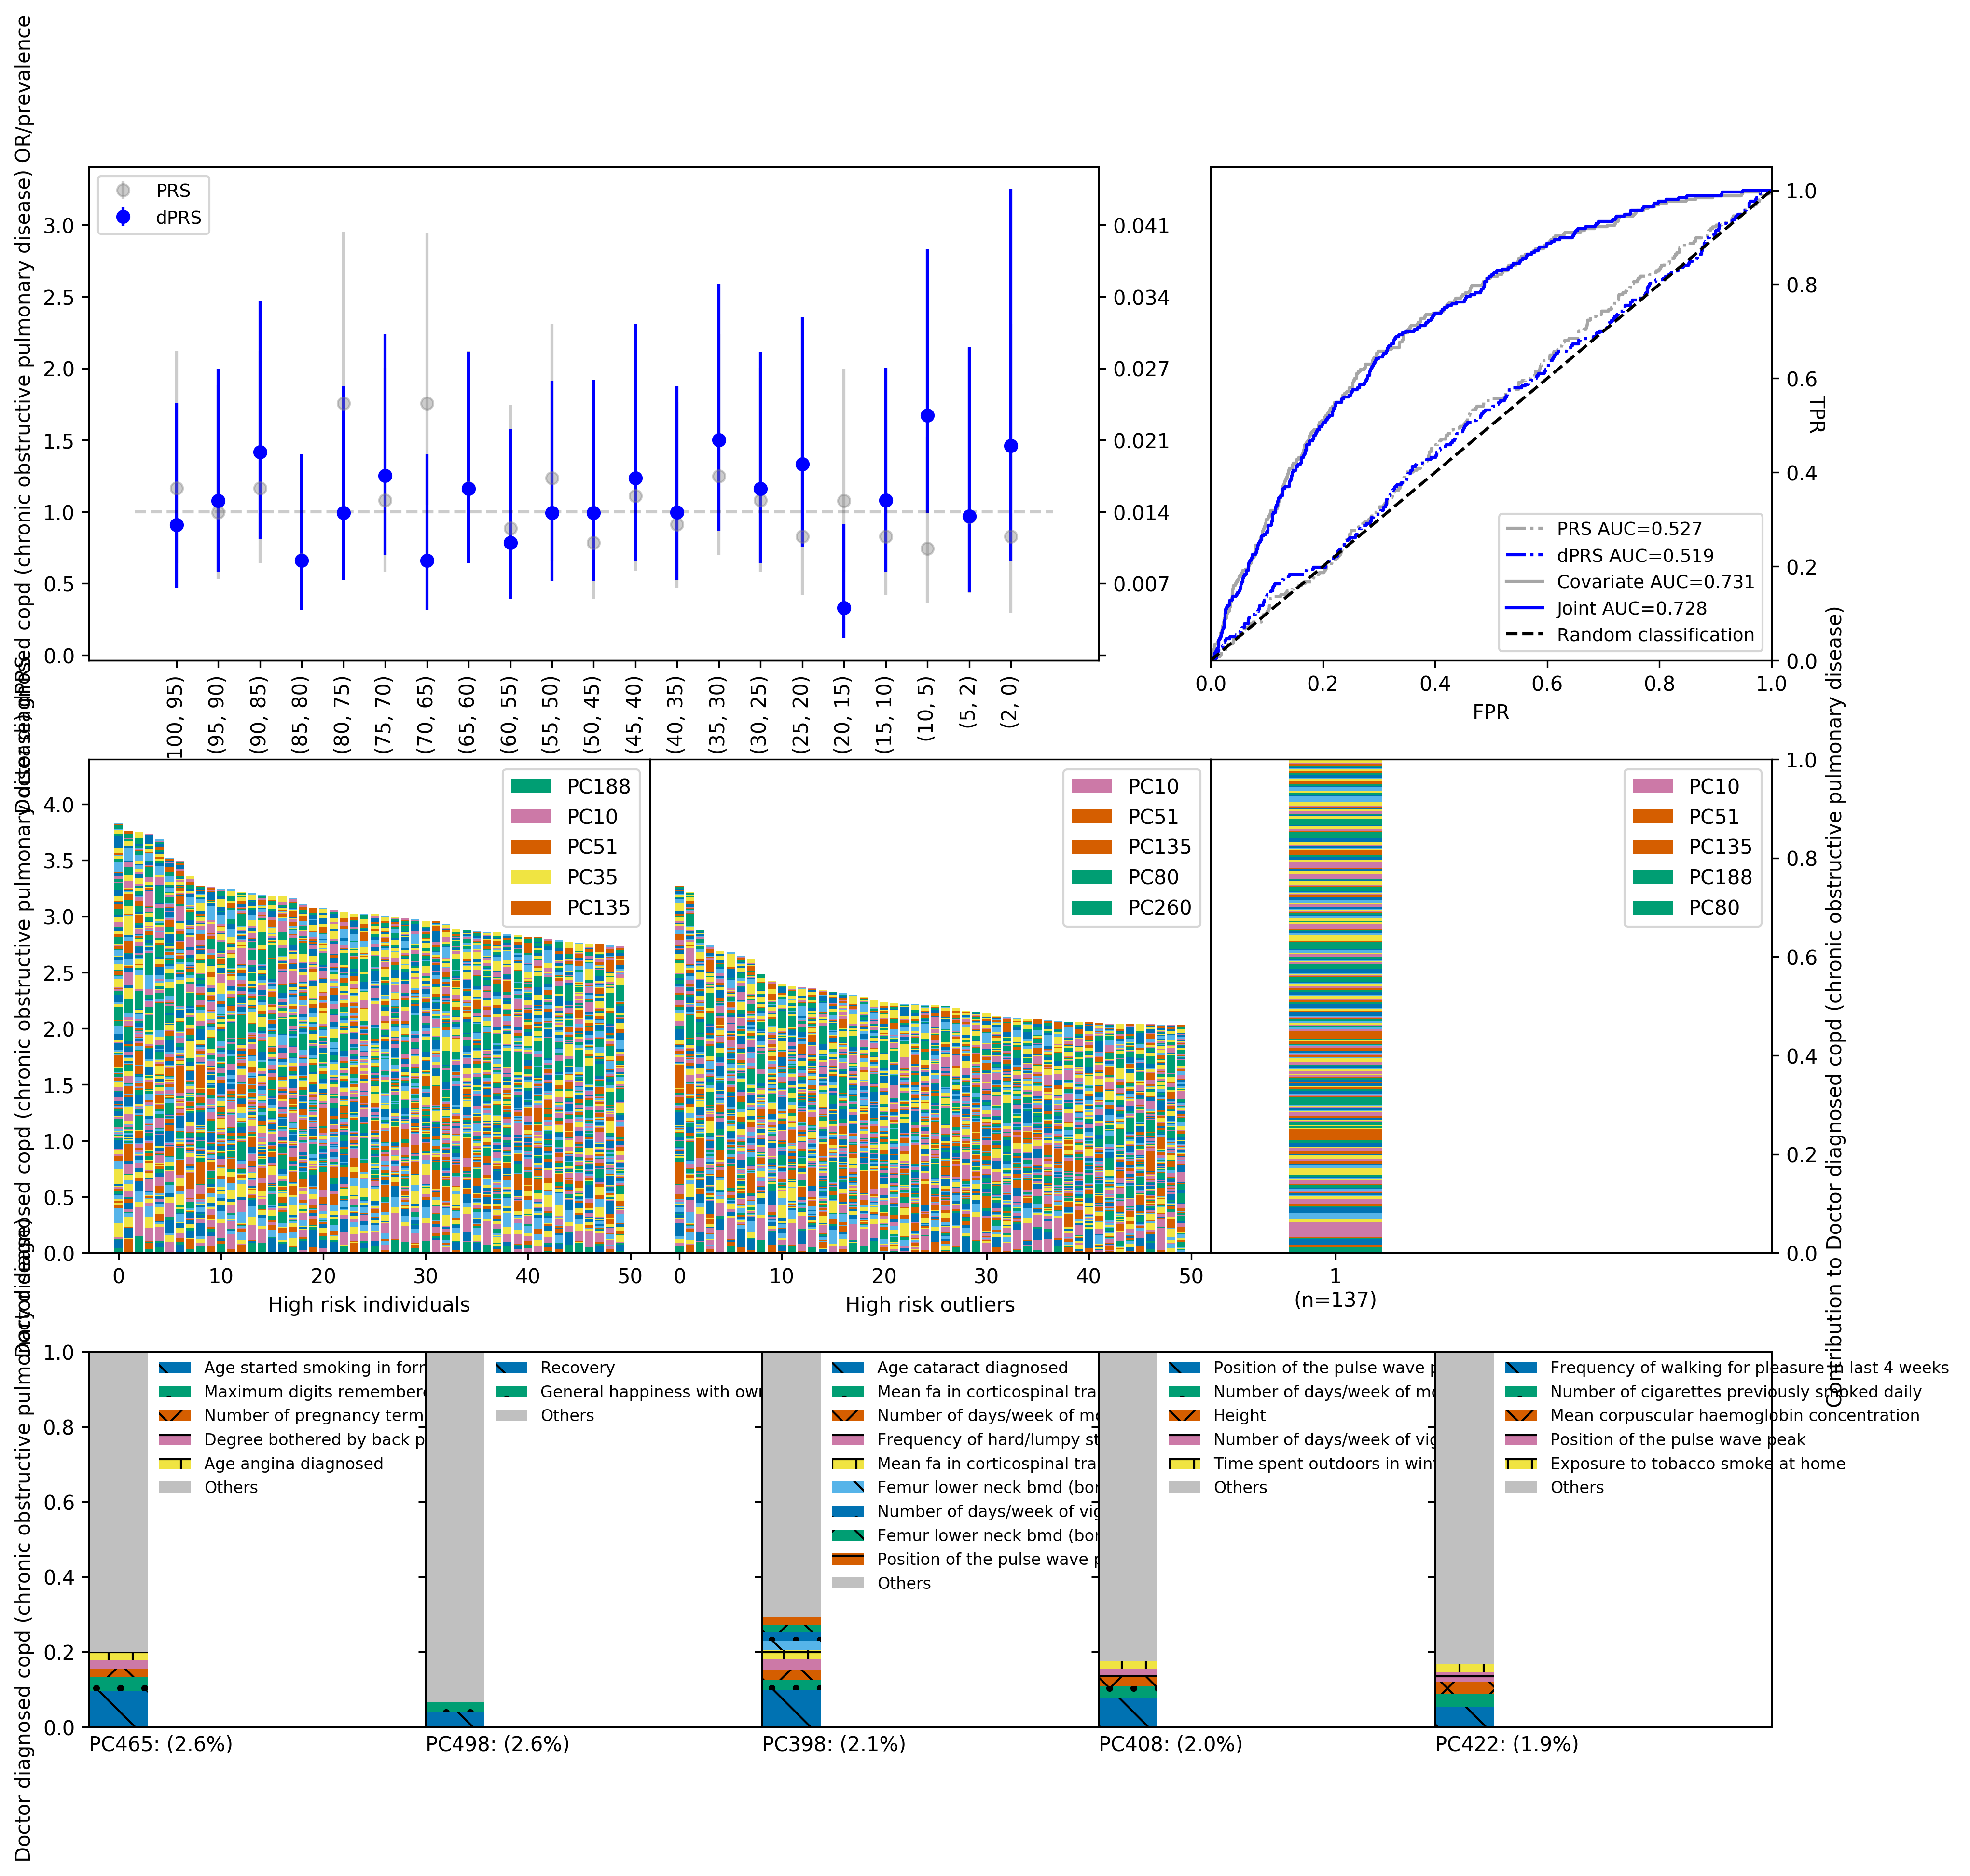 Doctor diagnosed copd (chronic obstructive pulmonary disease) OR/prevalence
PRS
dPRS
3.0
2.5
2.0
1.5
1.0
0.5
0.0
0.041
0.034
0.027
0.021
0.014
0.007
100, 95)
(95, 90)
(90, 85)
(85, 80)
(80, 75)
(75, 70)
(70, 65)
(65, 60)
(60, 55)
(55, 50)
(50, 45)
(45, 40)
(40, 35)
(35, 30)
(30, 25)
(25, 20)
(20, 15)
(15, 10)
(10, 5)
(5, 2)
(2, 0)
PRS AUC=0.527
dPRS AUC=0.519
Covariate AUC=0.731
Joint AUC=0.728
Random classification
1.0
0.8
0.6
0.4
0.2
0.0
TPR
0.0
0.2
0.4
0.6
0.8
1.0
FPR
Doctor diagnosed copd (chronic obstructive pulmonary disease) dPRS
4.0
3.5
3.0
2.5
2.0
1.5
1.0
0.5
0.0
PC188
PC10
PC51
PC35
PC135
0
10
20
30
40
50
High risk individuals
PC10
PC51
PC135
PC80
PC260
0
10
20
30
40
50
High risk outliers
PC10
PC51
PC135
PC188
PC80
1
(n=137)
1.0
0.8
0.6
0.4
0.2
0.0
Contribution to Doctor diagnosed copd (chronic obstructive pulmonary disease)
Doctor diagnosed copd (chronic obstructive pulmonary disease)
1.0
0.8
0.6
0.4
0.2
0.0
Age started smoking in forr
Maximum digits remembere
Number of pregnancy term
Degree bothered by back p
Age angina diagnosed
Others
PC465: (2.6%)
Recovery
General happiness with owr
Others
PC498: (2.6%)
Age cataract diagnosed
Mean fa in corticospinal tra
Number of days/week of mo
Frequency of hard/lumpy st
Mean fa in corticospinal tra
Femur lower neck bmd (bor
Number of days/week of vig
Femur lower neck bmd (bor
Position of the pulse wave p
Others
PC398: (2.1%)
Position of the pulse wave p
Number of days/week of mo
Height
Number of days/week of vig
Time spent outdoors in wint
Others
PC408: (2.0%)
Frequency of walking for pleasure in last 4 weeks
Number of cigarettes previously smoked daily
Mean corpuscular haemoglobin concentration
Position of the pulse wave peak
Exposure to tobacco smoke at home
Others
PC422: (1.9%)